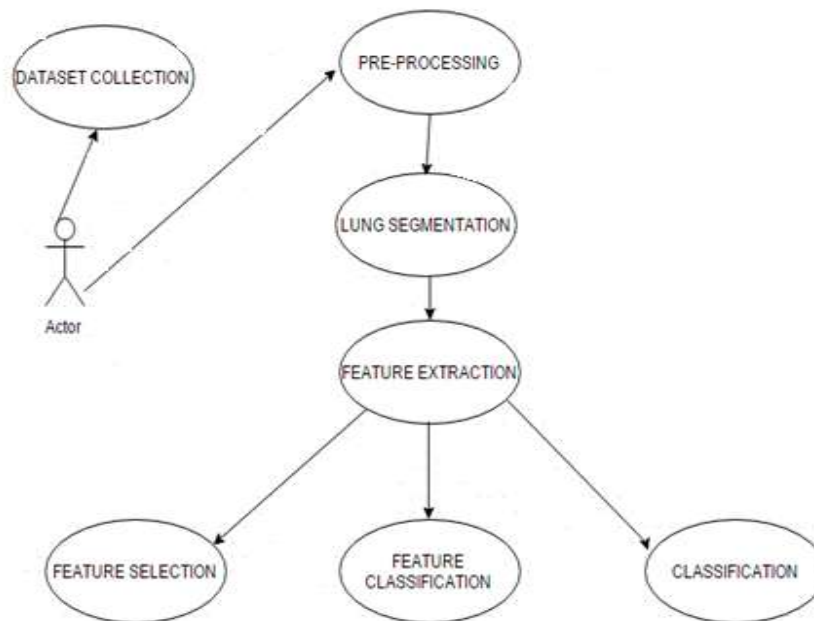 DATASET COLLECTION
PRE-PROCESSING
LUNG SEGMENTATION
Actor
FEATURE EXTRACTION
FEATURE SELECTION
FEATURE
CLASSIFICATION
CLASSIFICATION